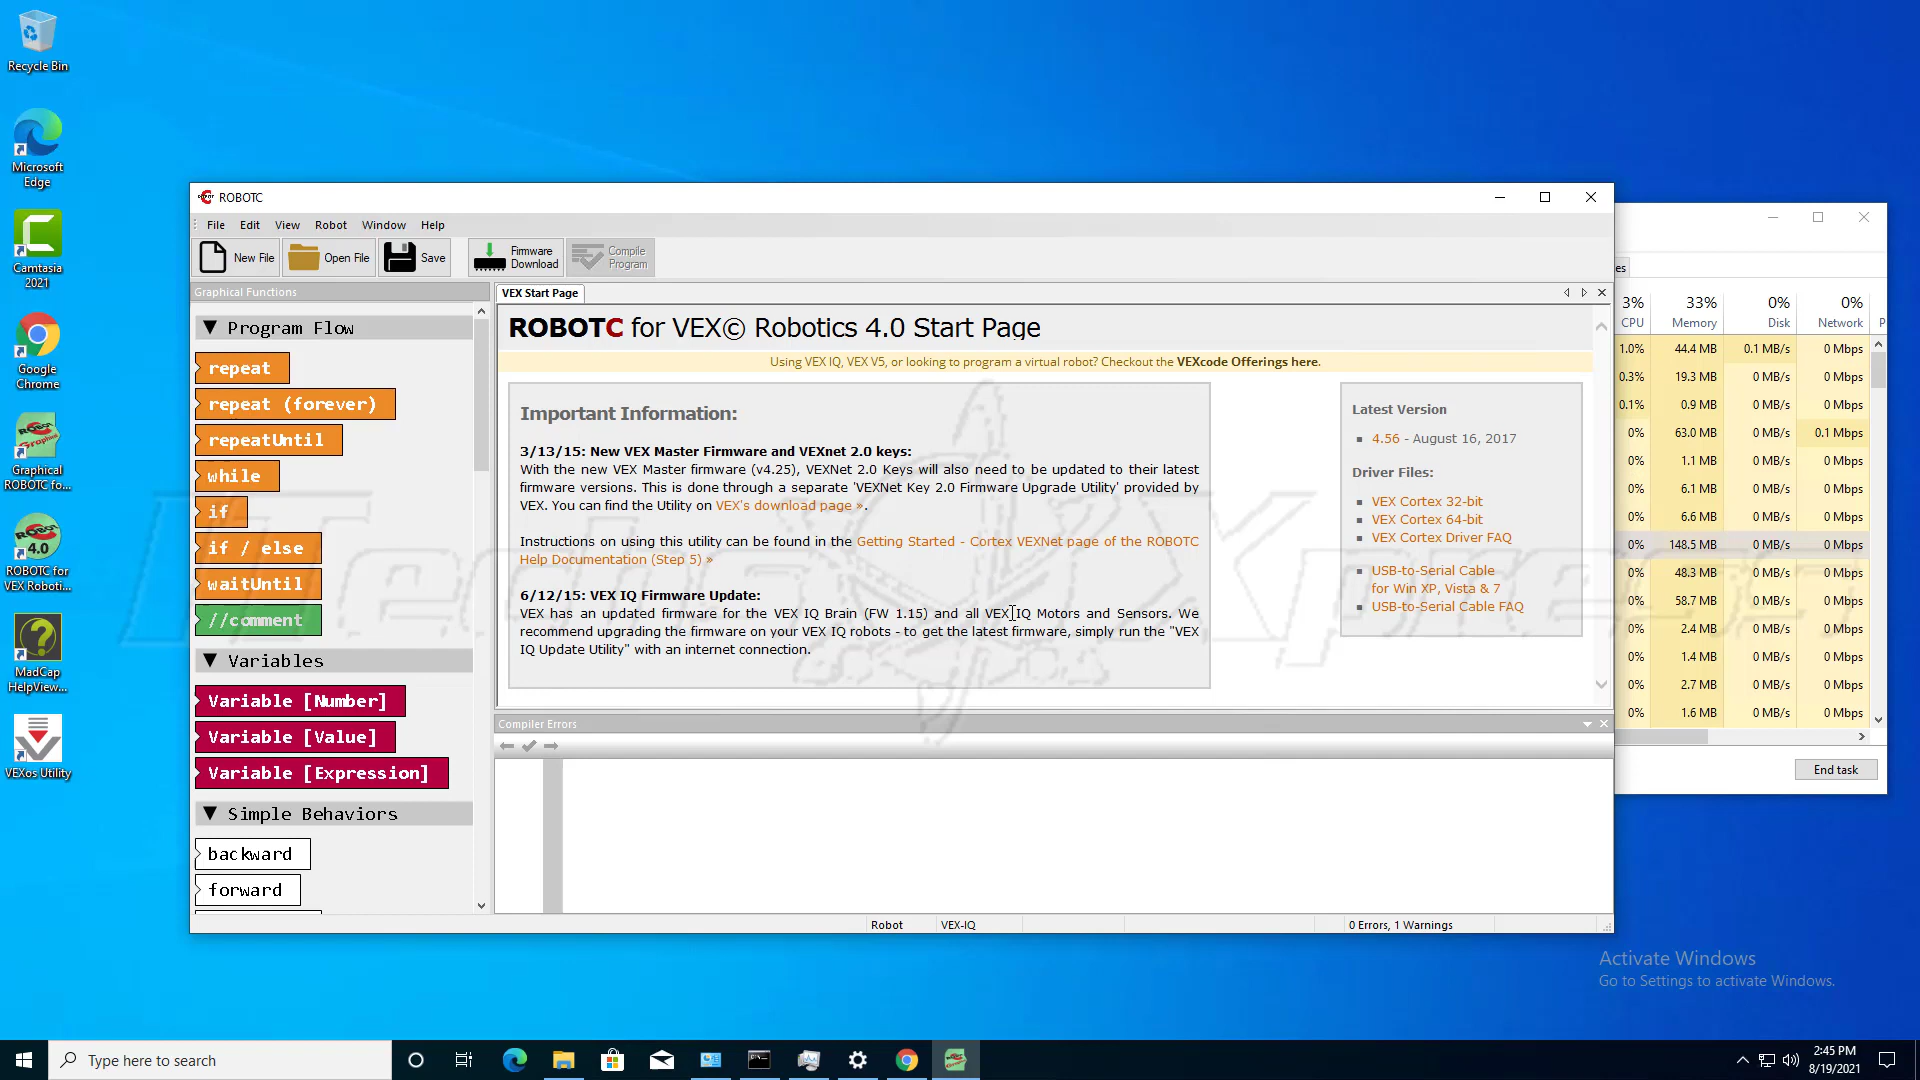 Recycle Bin
Microsoft
Edge
Camtasia
2021
Google
Chrome
Graphical
ROBOTC fo...
ROBOTC for
VEX Roboti...
MadCap
HelpView...
VEXos Utility
ROBOTC
File Edit View Robot Window Help
New File Open File Save Firmware Download Compile Program
Graphical Functions
Program Flow
repeat
repeat (forever)
repeatUntil
while
if
if / else
waitUntil
//comment
Variables
Variable [Number]
Variable [Value]
Variable [Expression]
Simple Behaviors
backward
forward
VEX Start Page
ROBOTC for VEX© Robotics 4.0 Start Page
Using VEX IQ, VEX V5, or looking to program a virtual robot? Checkout the VEXcode Offerings here.
Important Information:
3/13/15: New VEX Master Firmware and VEXnet 2.0 keys:
With the new VEX Master firmware (v4.25), VEXNet 2.0 Keys will also need to be updated to their latest
firmware versions. This is done through a separate 'VEXNet Key 2.0 Firmware Upgrade Utility' provided by
VEX. You can find the Utility on VEX's download page ».
Instructions on using this utility can be found in the Getting Started - Cortex VEXNet page of the ROBOTC
Help Documentation (Step 5) »
6/12/15: VEX IQ Firmware Update:
VEX has an updated firmware for the VEX IQ Brain (FW 1.15) and all VEX IQ Motors and Sensors. We
recommend upgrading the firmware on your VEX IQ robots - to get the latest firmware, simply run the "VEX
IQ Update Utility" with an internet connection.
Latest Version
4.56 - August 16, 2017
Driver Files:
VEX Cortex 32-bit
VEX Cortex 64-bit
VEX Cortex Driver FAQ
USB-to-Serial Cable
for Win XP, Vista & 7
USB-to-Serial Cable FAQ
Compiler Errors
Robot VEX-IQ 0 Errors, 1 Warnings
es
3% 33% 0% 0%
CPU Memory Disk Network P
1.0% 44.4 MB 0.1 MB/s 0 Mbps
0.3% 19.3 MB 0 MB/s 0 Mbps
0.1% 0.9 MB 0 MB/s 0 Mbps
0% 63.0 MB 0 MB/s 0.1 Mbps
0% 1.1 MB 0 MB/s 0 Mbps
0% 6.1 MB 0 MB/s 0 Mbps
0% 6.6 MB 0 MB/s 0 Mbps
0% 148.5 MB 0 MB/s 0 Mbps
0% 48.3 MB 0 MB/s 0 Mbps
0% 58.7 MB 0 MB/s 0 Mbps
0% 2.4 MB 0 MB/s 0 Mbps
0% 1.4 MB 0 MB/s 0 Mbps
0% 2.7 MB 0 MB/s 0 Mbps
0% 1.6 MB 0 MB/s 0 Mbps
End task
Activate Windows
Go to Settings to activate Windows.
Type here to search
2:45 PM
8/19/2021